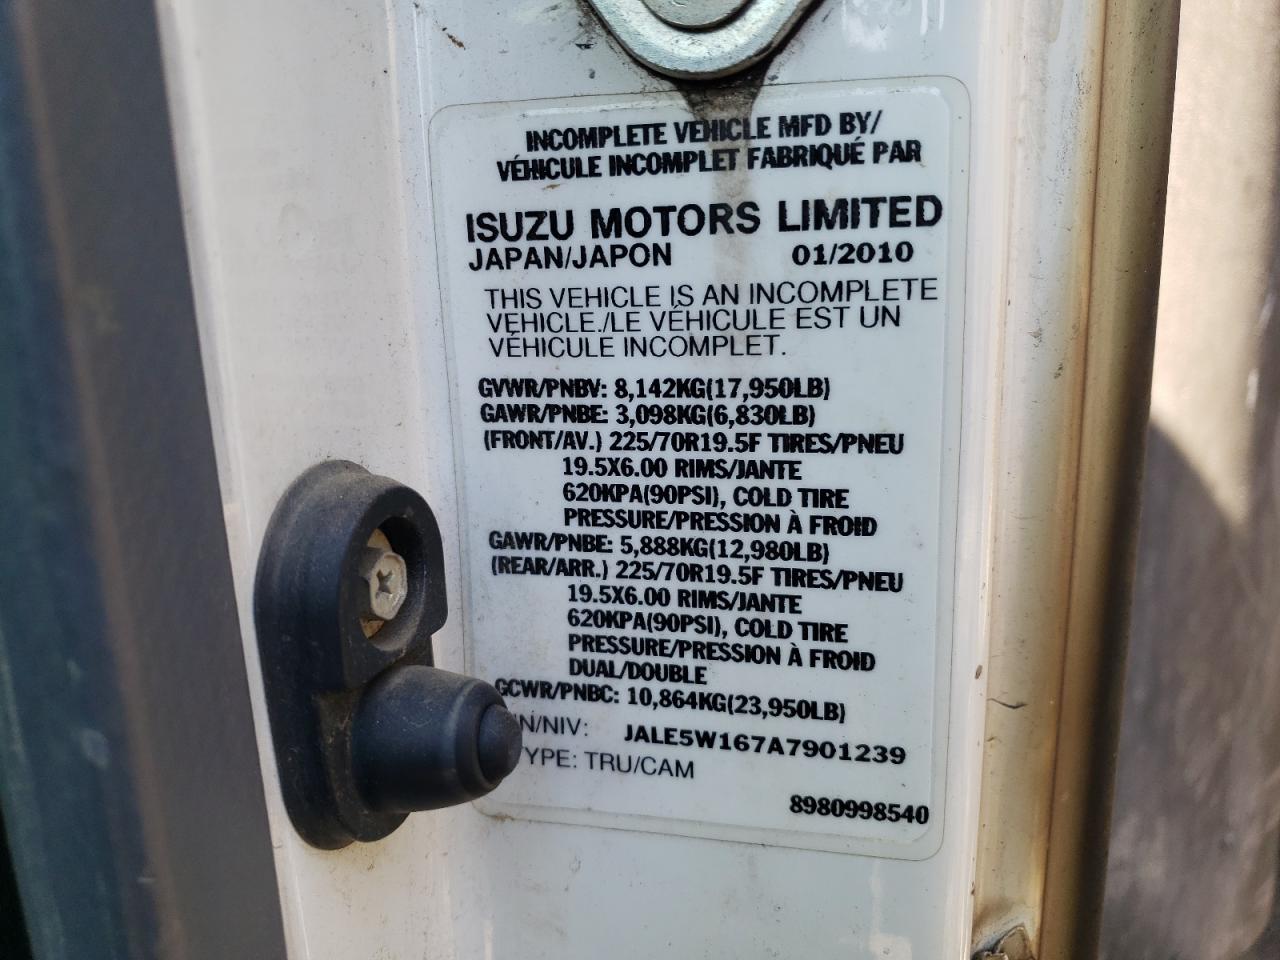 INCOMPLETE VEHICLE MFD BY/
VÉHICULE INCOMPLET FABRIQUÉ PAR
ISUZU MOTORS LIMITED
JAPAN/JAPON 01/2010
THIS VEHICLE IS AN INCOMPLETE
VEHICLE./LE VÉHICULE EST UN
VÉHICULE INCOMPLET.
GVWR/PNBV: 8,142KG(17,950LB)
GAWR/PNBE: 3,098KG(6,830LB)
(FRONT/AV.) 225/70R19.5F TIRES/PNEU
19.5X6.00 RIMS/JANTE
620KPA(90PSI), COLD TIRE
PRESSURE/PRESSION À FROID
GAWR/PNBE: 5,888KG(12,980LB)
(REAR/ARR.) 225/70R19.5F TIRES/PNEU
19.5X6.00 RIMS/JANTE
620KPA(90PSI), COLD TIRE
PRESSURE/PRESSION À FROID
DUAL/DOUBLE
GCWR/PNBC: 10,864KG(23,950LB)
IN/NIV: JALE5W167A7901239
YPE: TRU/CAM
8980998540